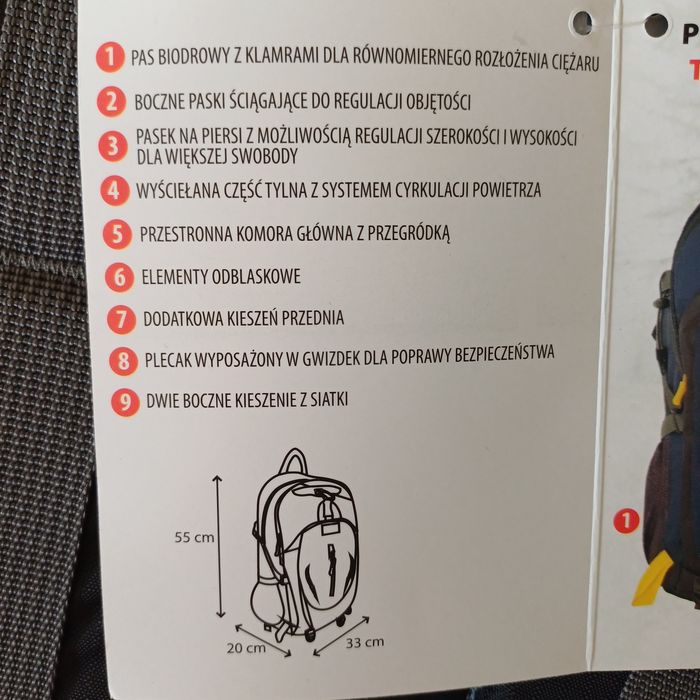 1 PAS BIODROWY Z KLAMRAMI DLA RÓWNOMIERNEGO ROZŁOŻENIA CIĘŻARU
2 BOCZNE PASKI ŚCIĄGAJĄCE DO REGULACJI OBJĘTOŚCI
3 PASEK NA PIERSI Z MOŻLIWOŚCIĄ REGULACJI SZEROKOŚCI I WYSOKOŚCI
DLA WIĘKSZEJ SWOBODY
4 WYŚCIEŁANA CZĘŚĆ TYLNA Z SYSTEMEM CYRKULACJI POWIETRZA
5 PRZESTRONNA KOMORA GŁÓWNA Z PRZEGRÓDKĄ
6 ELEMENTY ODBLASKOWE
7 DODATKOWA KIESZEŃ PRZEDNIA
8 PLECAK WYPOSAŻONY W GWIZDEK DLA POPRAWY BEZPIECZEŃSTWA
9 DWIE BOCZNE KIESZENIE Z SIATKI
55 cm
20 cm
33 cm
1